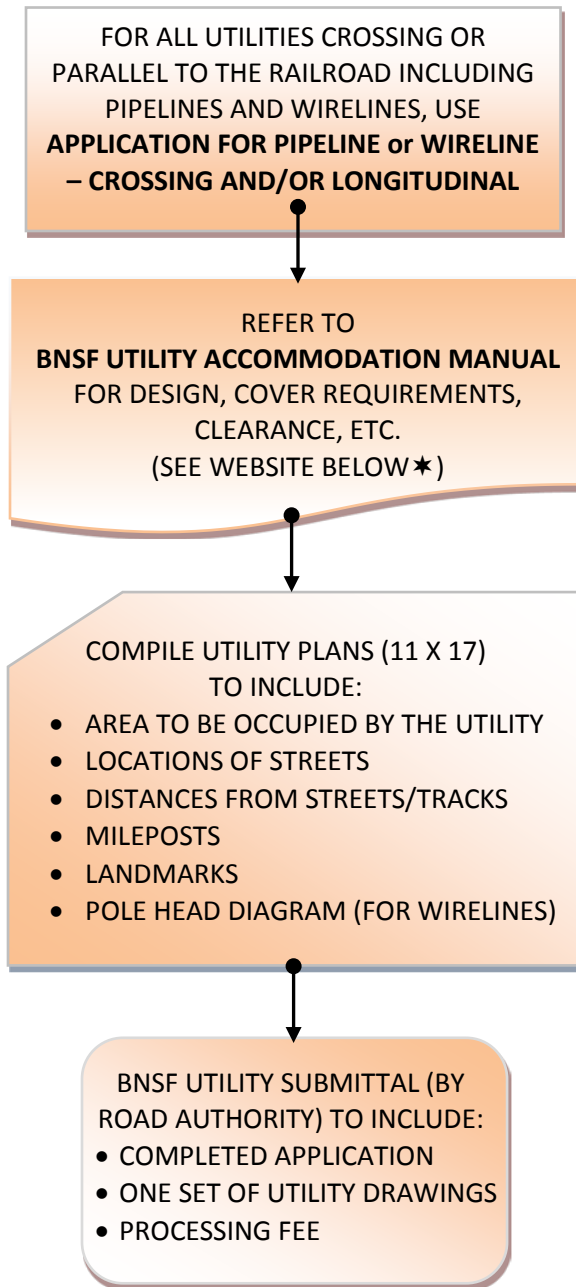 FOR ALL UTILITIES CROSSING OR
PARALLEL TO THE RAILROAD INCLUDING
PIPELINES AND WIRELINES, USE
APPLICATION FOR PIPELINE or WIRELINE
– CROSSING AND/OR LONGITUDINAL
REFER TO
BNSF UTILITY ACCOMMODATION MANUAL
FOR DESIGN, COVER REQUIREMENTS,
CLEARANCE, ETC.
(SEE WEBSITE BELOW✶)
COMPILE UTILITY PLANS (11 X 17)
TO INCLUDE:
• AREA TO BE OCCUPIED BY THE UTILITY
• LOCATIONS OF STREETS
• DISTANCES FROM STREETS/TRACKS
• MILEPOSTS
• LANDMARKS
• POLE HEAD DIAGRAM (FOR WIRELINES)
BNSF UTILITY SUBMITTAL (BY
ROAD AUTHORITY) TO INCLUDE:
• COMPLETED APPLICATION
• ONE SET OF UTILITY DRAWINGS
• PROCESSING FEE